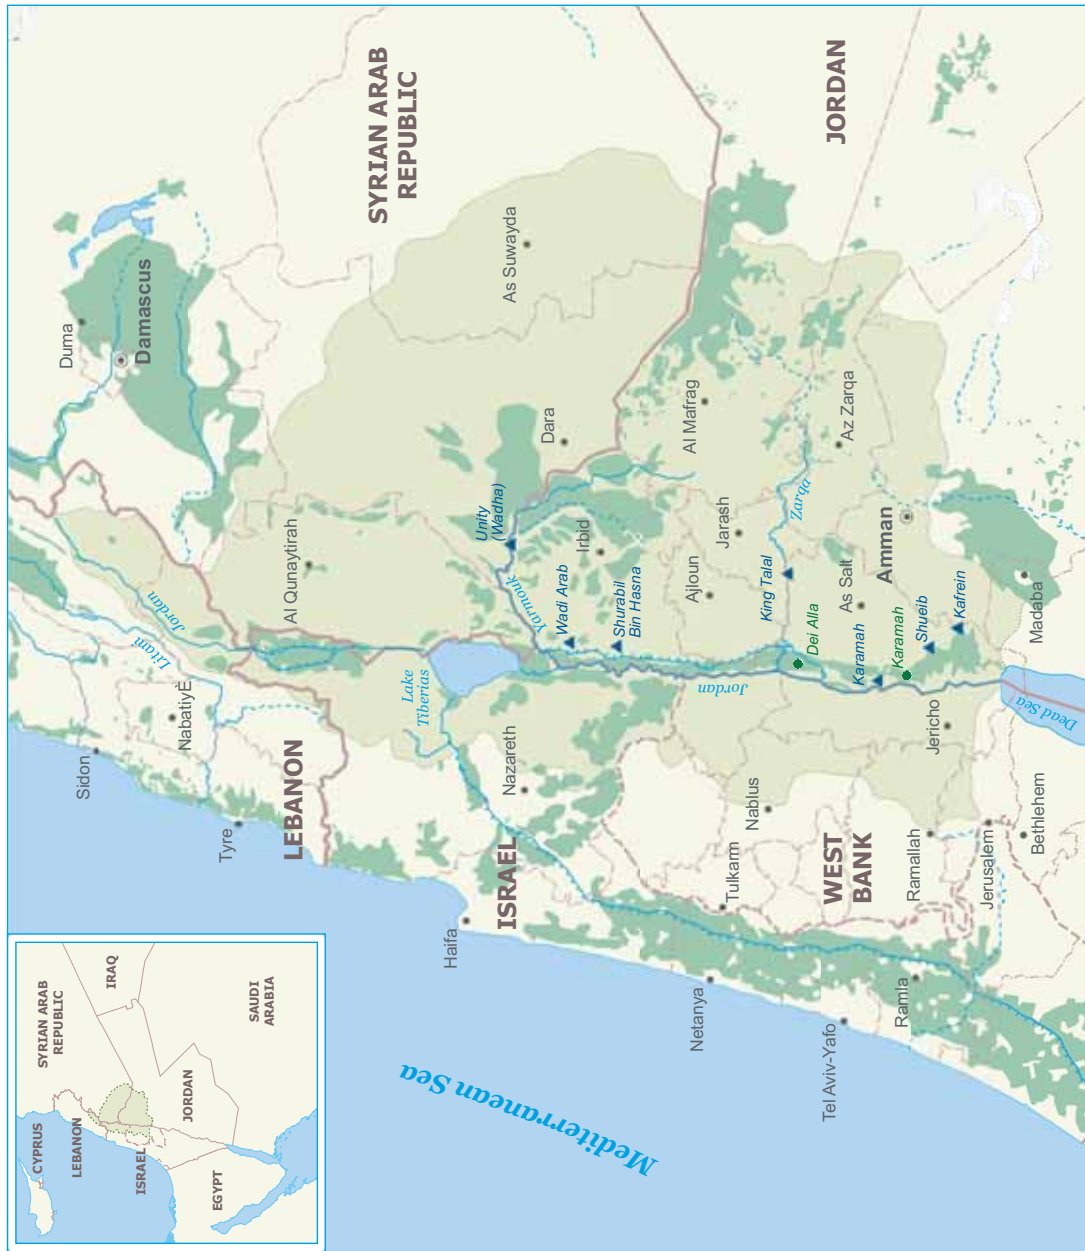 SYRIAN ARAB
REPUBLIC
IRAQ
CYPRUS
LEBANON
ISRAEL
JORDAN
EGYPT
SAUDI
ARABIA
Duma
Damascus
SYRIAN ARAB
REPUBLIC
As Suwayda
Dara
Al Qunaytirah
Jordan
Litani
Sidon
NabatiyE
Tyre
LEBANON
Lake
Tiberias
Nazareth
ISRAEL
Haifa
Unity
(Wadha)
Yarmouk
Wadi Arab
Irbid
Shurabil
Bin Hasna
Al Mafrag
Ajloun
Jarash
Jordan
King Talal
Zarqa
Az Zarqa
JORDAN
Dei Alla
As Salt
Karamah
Amman
Karamah
Shueib
Kafrein
Madaba
Dead Sea
Jericho
Nablus
Tulkarm
WEST
BANK
Ramallah
Jerusalem
Bethlehem
Netanya
Tel Aviv-Yafo
Ramla
Mediterranean Sea